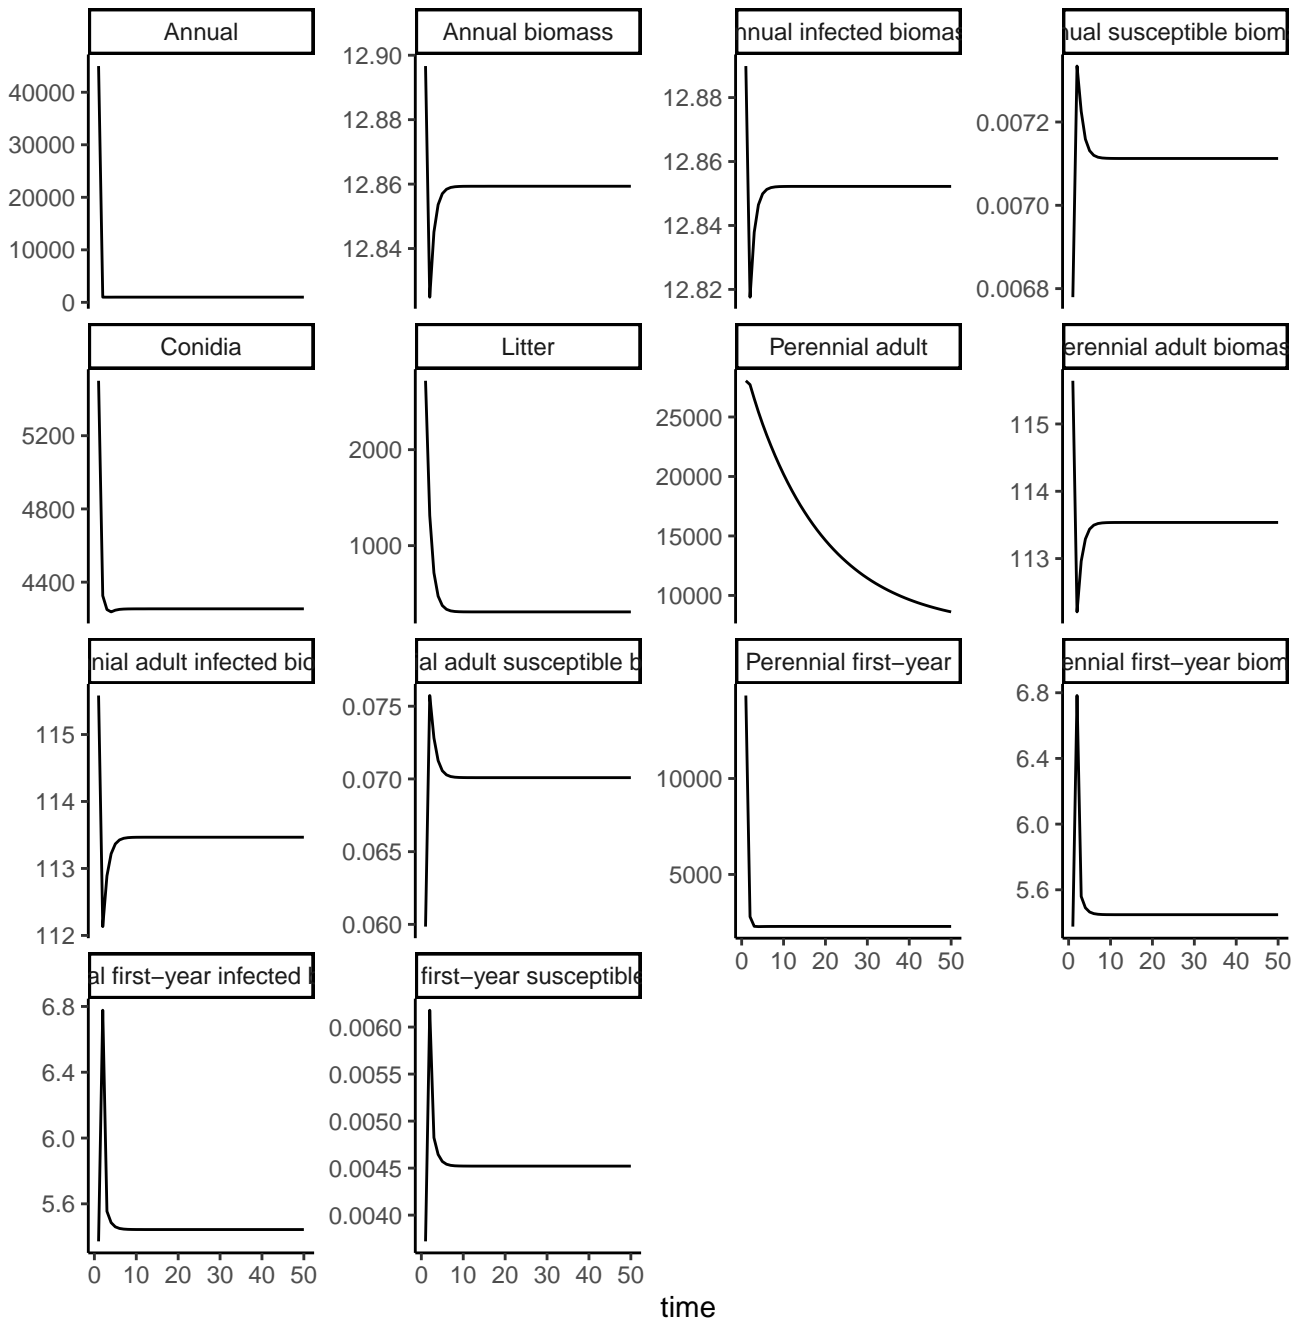 Annual
Annual biomass
nnual infected biomas
nual susceptible biom
40000
30000
20000
10000
0
12.90
12.88
12.86
12.84
12.88
12.86
12.84
12.82
0.0072
0.0070
0.0068
Conidia
Litter
Perennial adult
erennial adult biomas
5200
4800
4400
2000
1000
25000
20000
15000
10000
115
114
113
nial adult infected bio
al adult susceptible b
Perennial first−year
ennial first−year biom
115
114
113
112
0.075
0.070
0.065
0.060
10000
5000
6.8
6.4
6.0
5.6
0 10 20 30 40 50
0 10 20 30 40 50
al first−year infected b
first−year susceptible
6.8
6.4
6.0
5.6
0.0060
0.0055
0.0050
0.0045
0.0040
0 10 20 30 40 50
0 10 20 30 40 50
time